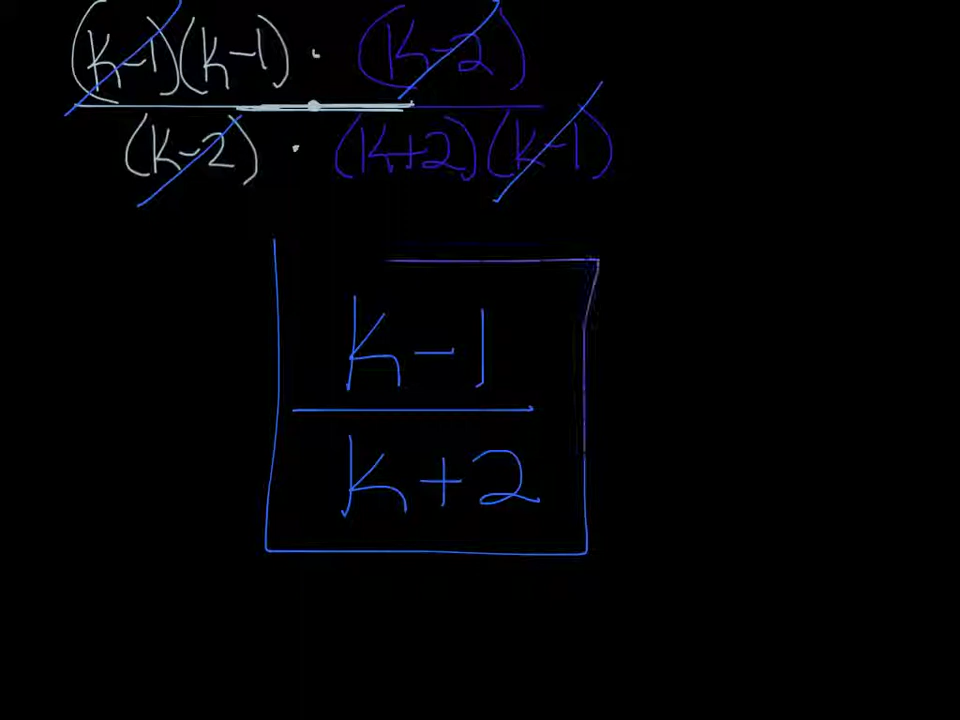 (k-1)(k-1) · (k-2)
(k-2) · (k+2)(k-1)
k-1
k+2